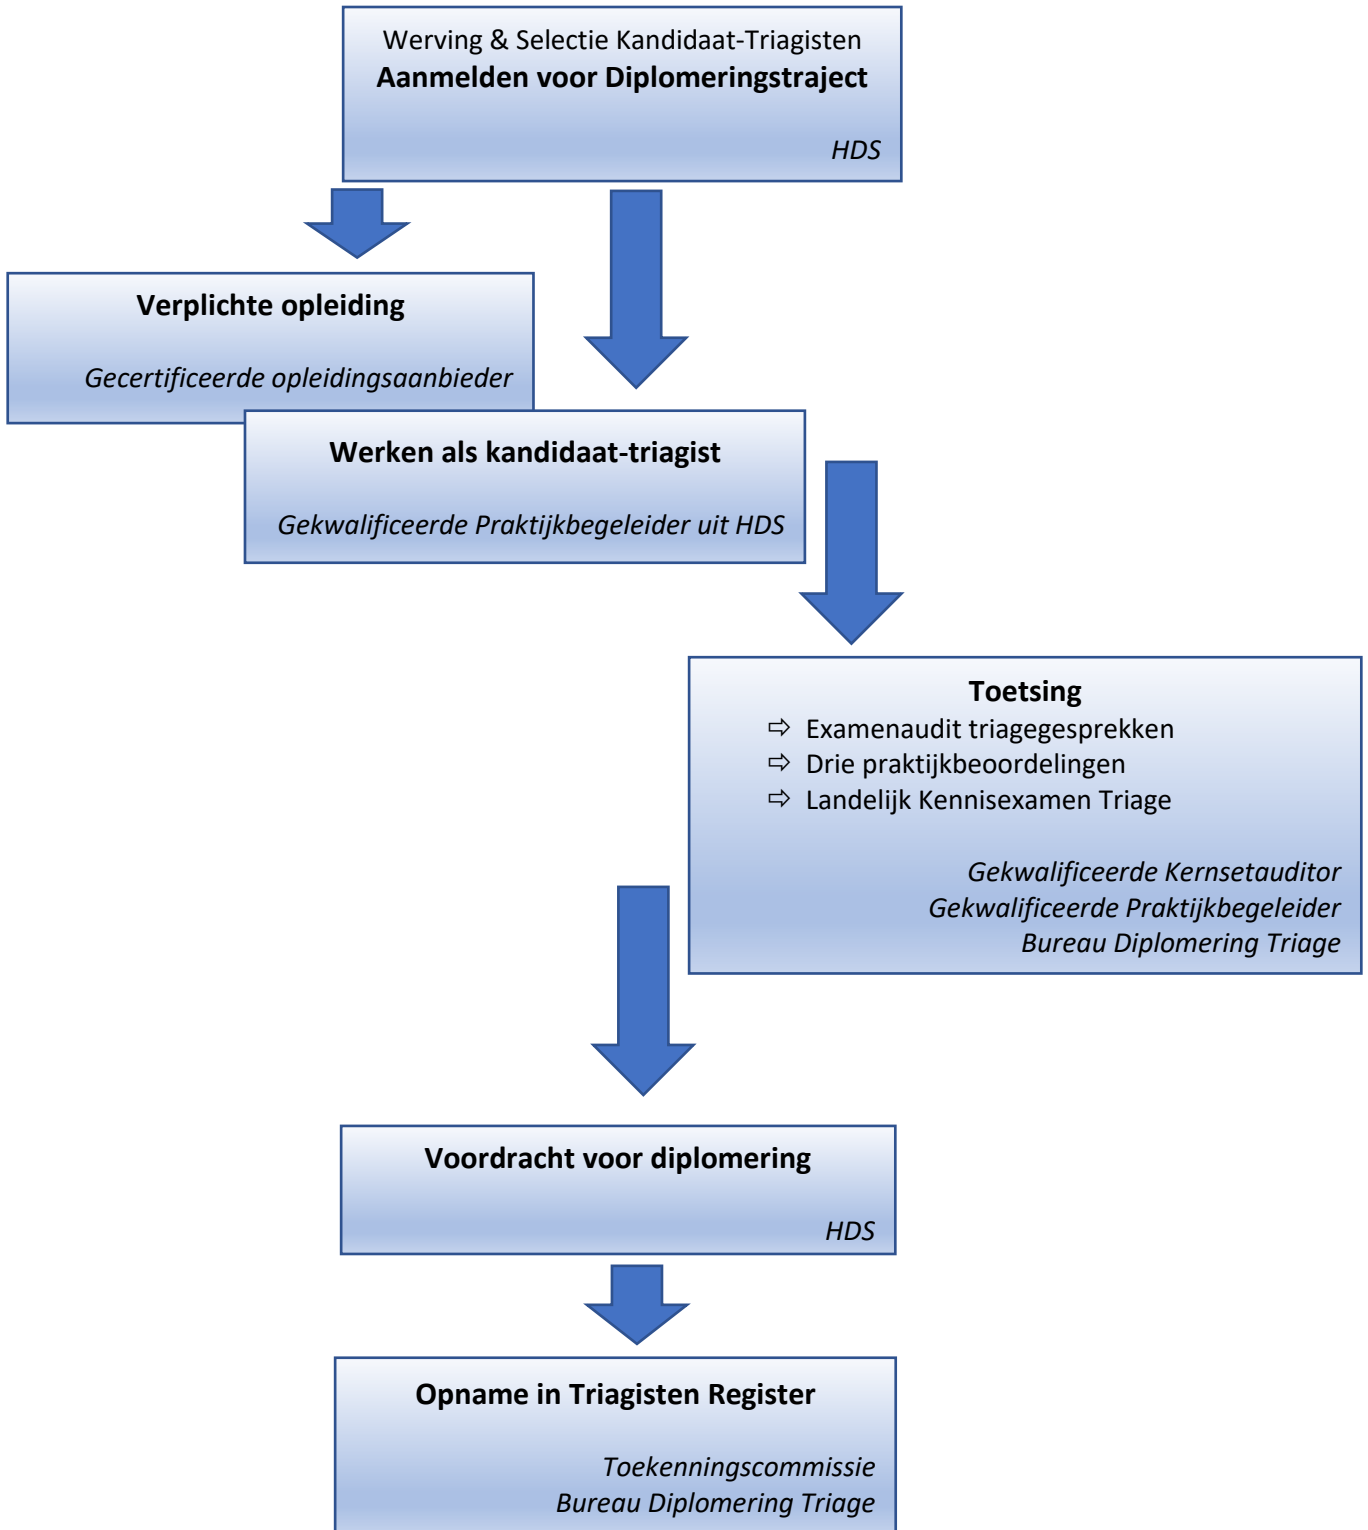 Werving & Selectie Kandidaat-Triagisten
Aanmelden voor Diplomeringstraject
HDS
Verplichte opleiding
Gecertificeerde opleidingsaanbieder
Werken als kandidaat-triagist
Gekwalificeerde Praktijkbegeleider uit HDS
Toetsing
⇨ Examenaudit triagegesprekken
⇨ Drie praktijkbeoordelingen
⇨ Landelijk Kennisexamen Triage
Gekwalificeerde Kernsetauditor
Gekwalificeerde Praktijkbegeleider
Bureau Diplomering Triage
Voordracht voor diplomering
HDS
Opname in Triagisten Register
Toekenningscommissie
Bureau Diplomering Triage